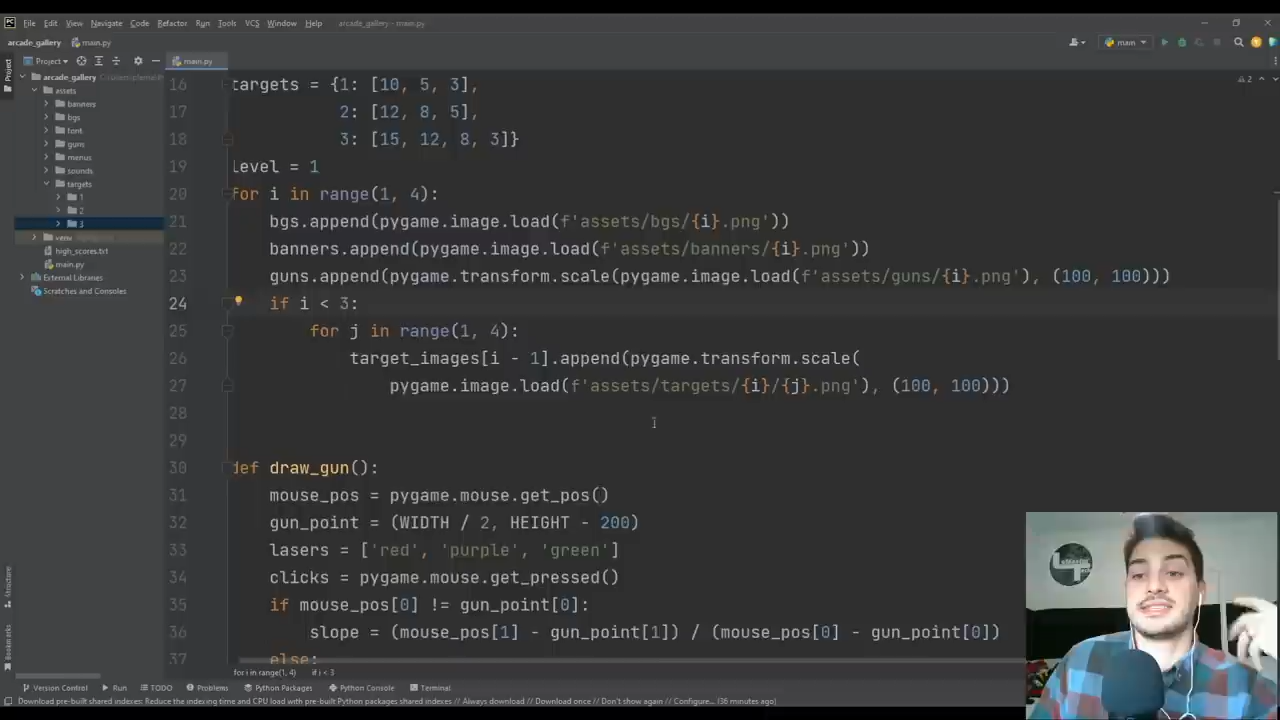 File Edit View Navigate Code Refactor Run Tools VCS Window Help arcade_gallery - main.py
arcade_gallery main.py main
Project main.py
arcade_gallery
assets
banners
bgs
font
guns
menus
sounds
targets
1
2
3
venv
high_scores.txt
main.py
External Libraries
Scratches and Consoles
2
16 targets = {1: [10, 5, 3],
17 2: [12, 8, 5],
18 3: [15, 12, 8, 3]}
19 level = 1
20 for i in range(1, 4):
21 bgs.append(pygame.image.load(f'assets/bgs/{i}.png'))
22 banners.append(pygame.image.load(f'assets/banners/{i}.png'))
23 guns.append(pygame.transform.scale(pygame.image.load(f'assets/guns/{i}.png'), (100, 100)))
24 if i < 3:
25 for j in range(1, 4):
26 target_images[i - 1].append(pygame.transform.scale(
27 pygame.image.load(f'assets/targets/{i}/{j}.png'), (100, 100)))
28
29
30 def draw_gun():
31 mouse_pos = pygame.mouse.get_pos()
32 gun_point = (WIDTH / 2, HEIGHT - 200)
33 lasers = ['red', 'purple', 'green']
34 clicks = pygame.mouse.get_pressed()
35 if mouse_pos[0] != gun_point[0]:
36 slope = (mouse_pos[1] - gun_point[1]) / (mouse_pos[0] - gun_point[0])
37 else:
for i in range(1, 4) if i < 3
Project
Structure
Bookmarks
Version Control Run TODO Problems Python Packages Python Console Terminal
Download pre-built shared indexes: Reduce the indexing time and CPU load with pre-built Python packages shared indexes // Always download // Download once // Don't show again // Configure... (36 minutes ago)